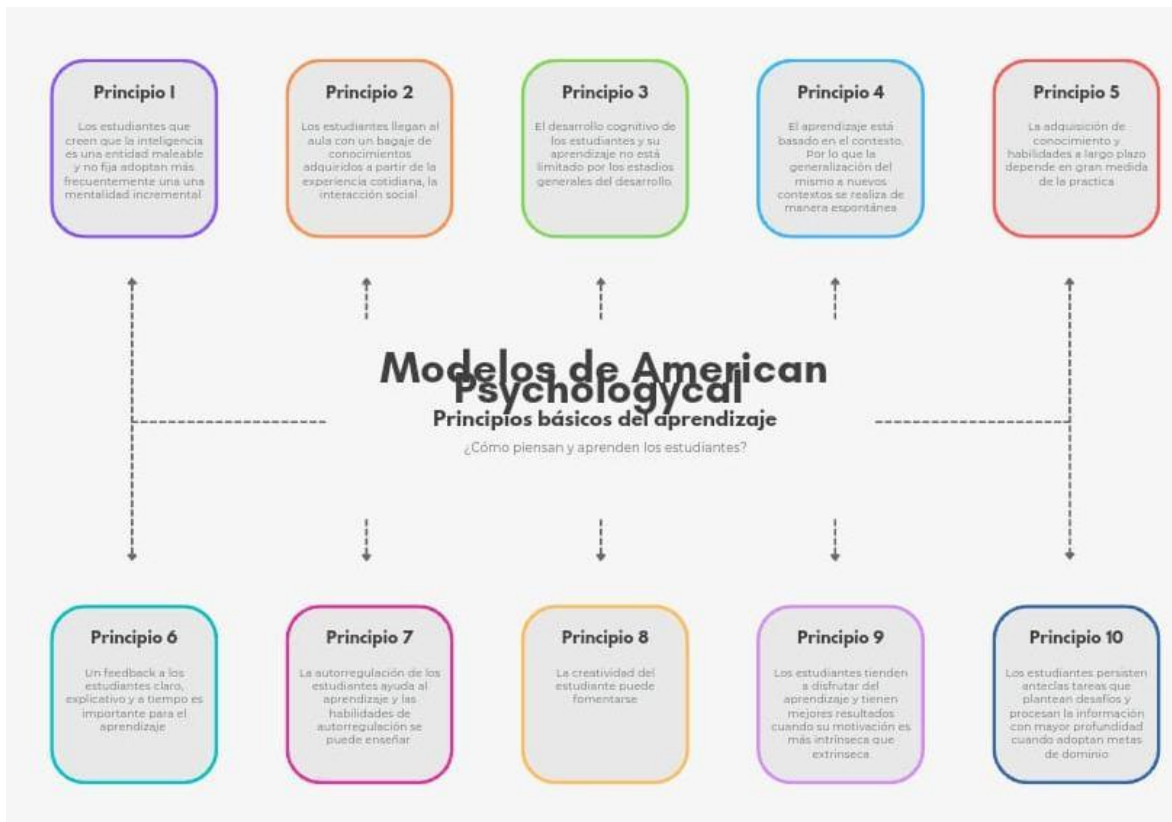 Principio 1
Los estudiantes que
creen que la inteligencia
es una entidad maleable
y no fija adoptan más
frecuentemente una una
mentalidad incremental
Principio 2
Los estudiantes llegan al
aula con un bagaje de
conocimientos
adquiridos a partir de la
experiencia cotidiana, la
interacción social
Principio 3
El desarrollo cognitivo de
los estudiantes y su
aprendizaje no está
limitado por los estadios
generales del desarrollo
Principio 4
El aprendizaje está
basado en el contexto,
Por lo que la
generalización del
mismo a nuevos
contextos se realiza de
manera espontánea
Principio 5
La adquisición de
conocimiento y
habilidades a largo plazo
depende en gran medida
de la practica
Modelos de American
Psychologycal
Principios básicos del aprendizaje
¿Cómo piensan y aprenden los estudiantes?
Principio 6
Un feedback a los
estudiantes claro,
explicativo y a tiempo es
importante para el
aprendizaje
Principio 7
La autorregulación de los
estudiantes ayuda al
aprendizaje y las
habilidades de
autorregulación se
puede enseñar
Principio 8
La creatividad del
estudiante puede
fomentarse
Principio 9
Los estudiantes tienden
a disfrutar del
aprendizaje y tienen
mejores resultados
cuando su motivación es
más intrínseca que
extrinseca.
Principio 10
Los estudiantes persisten
anteclas tareas que
plantean desafíos y
procesan la información
con mayor profundidad
cuando adoptan metas
de dominio